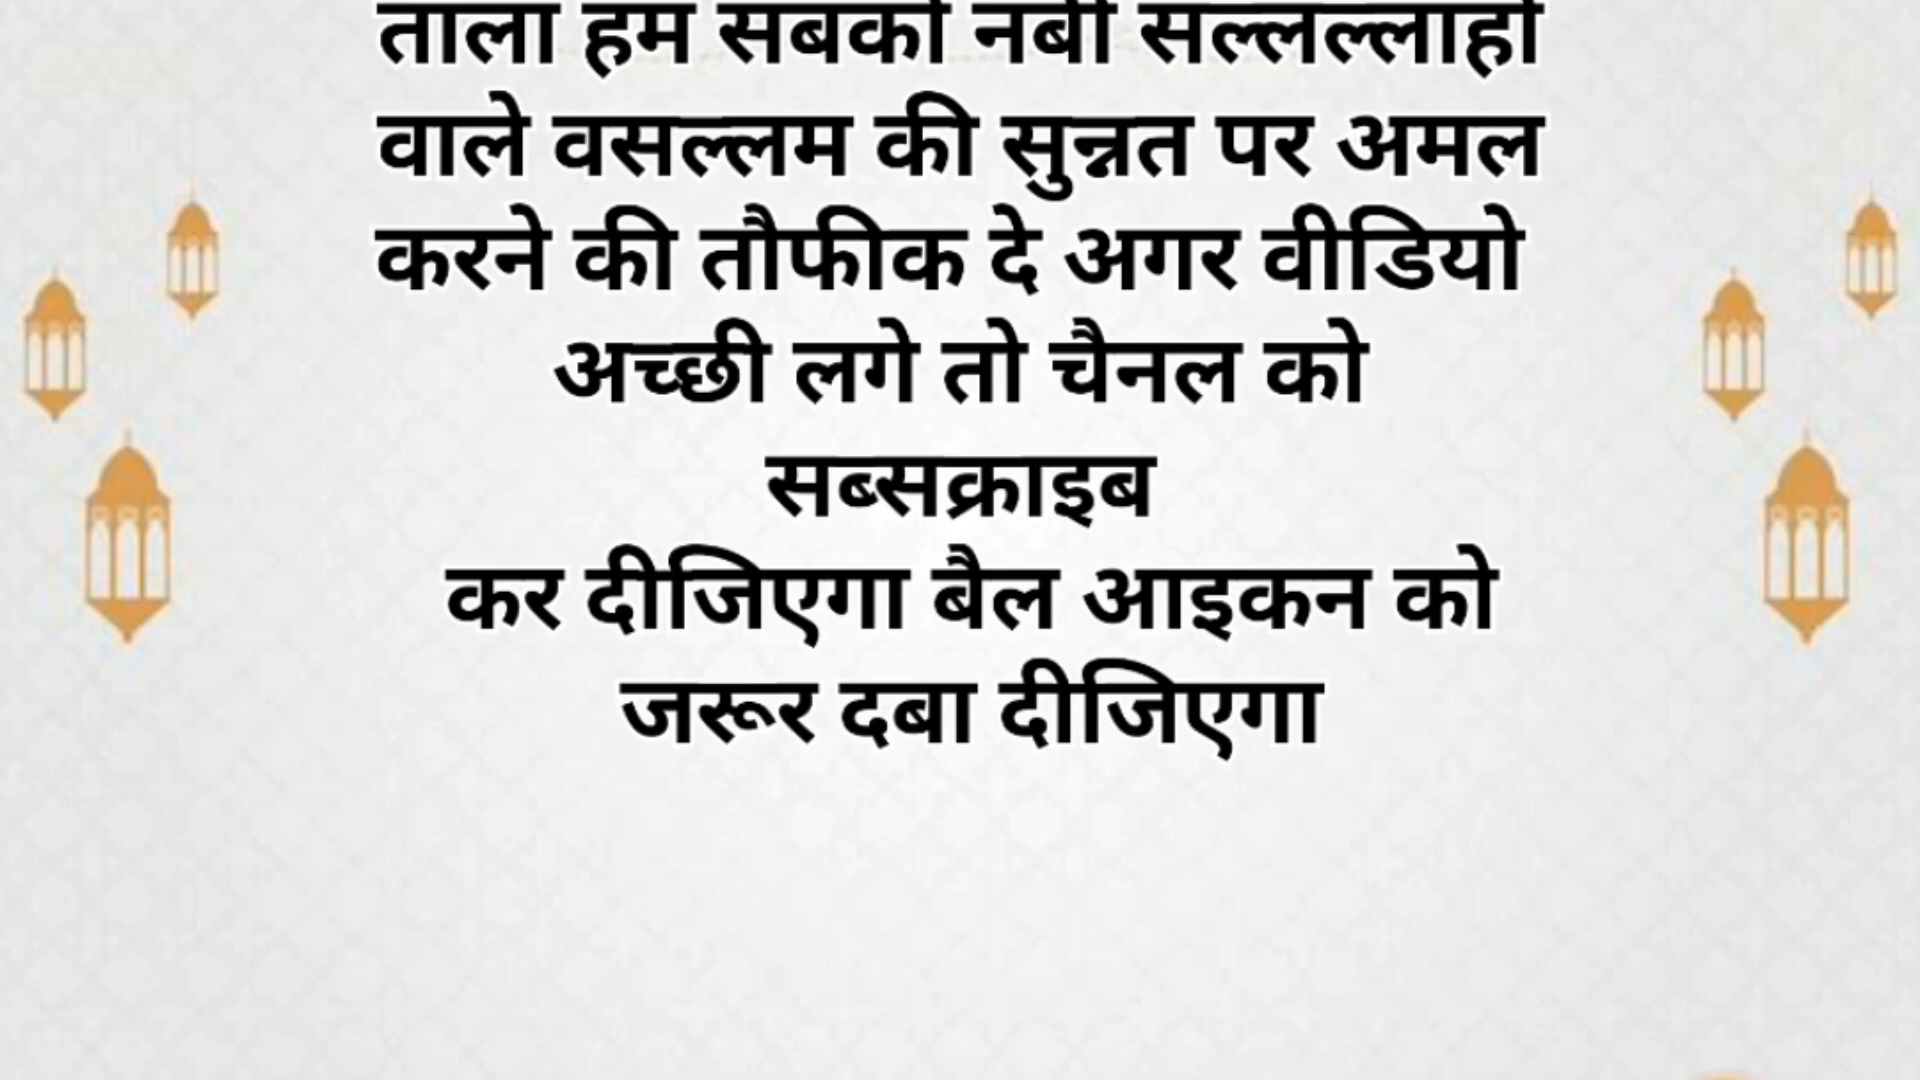 ताला हम सबको नबी सल्लल्लाहो
वाले वसल्लम की सुन्नत पर अमल
करने की तौफीक दे अगर वीडियो
अच्छी लगे तो चैनल को
सब्सक्राइब
कर दीजिएगा बैल आइकन को
जरूर दबा दीजिएगा